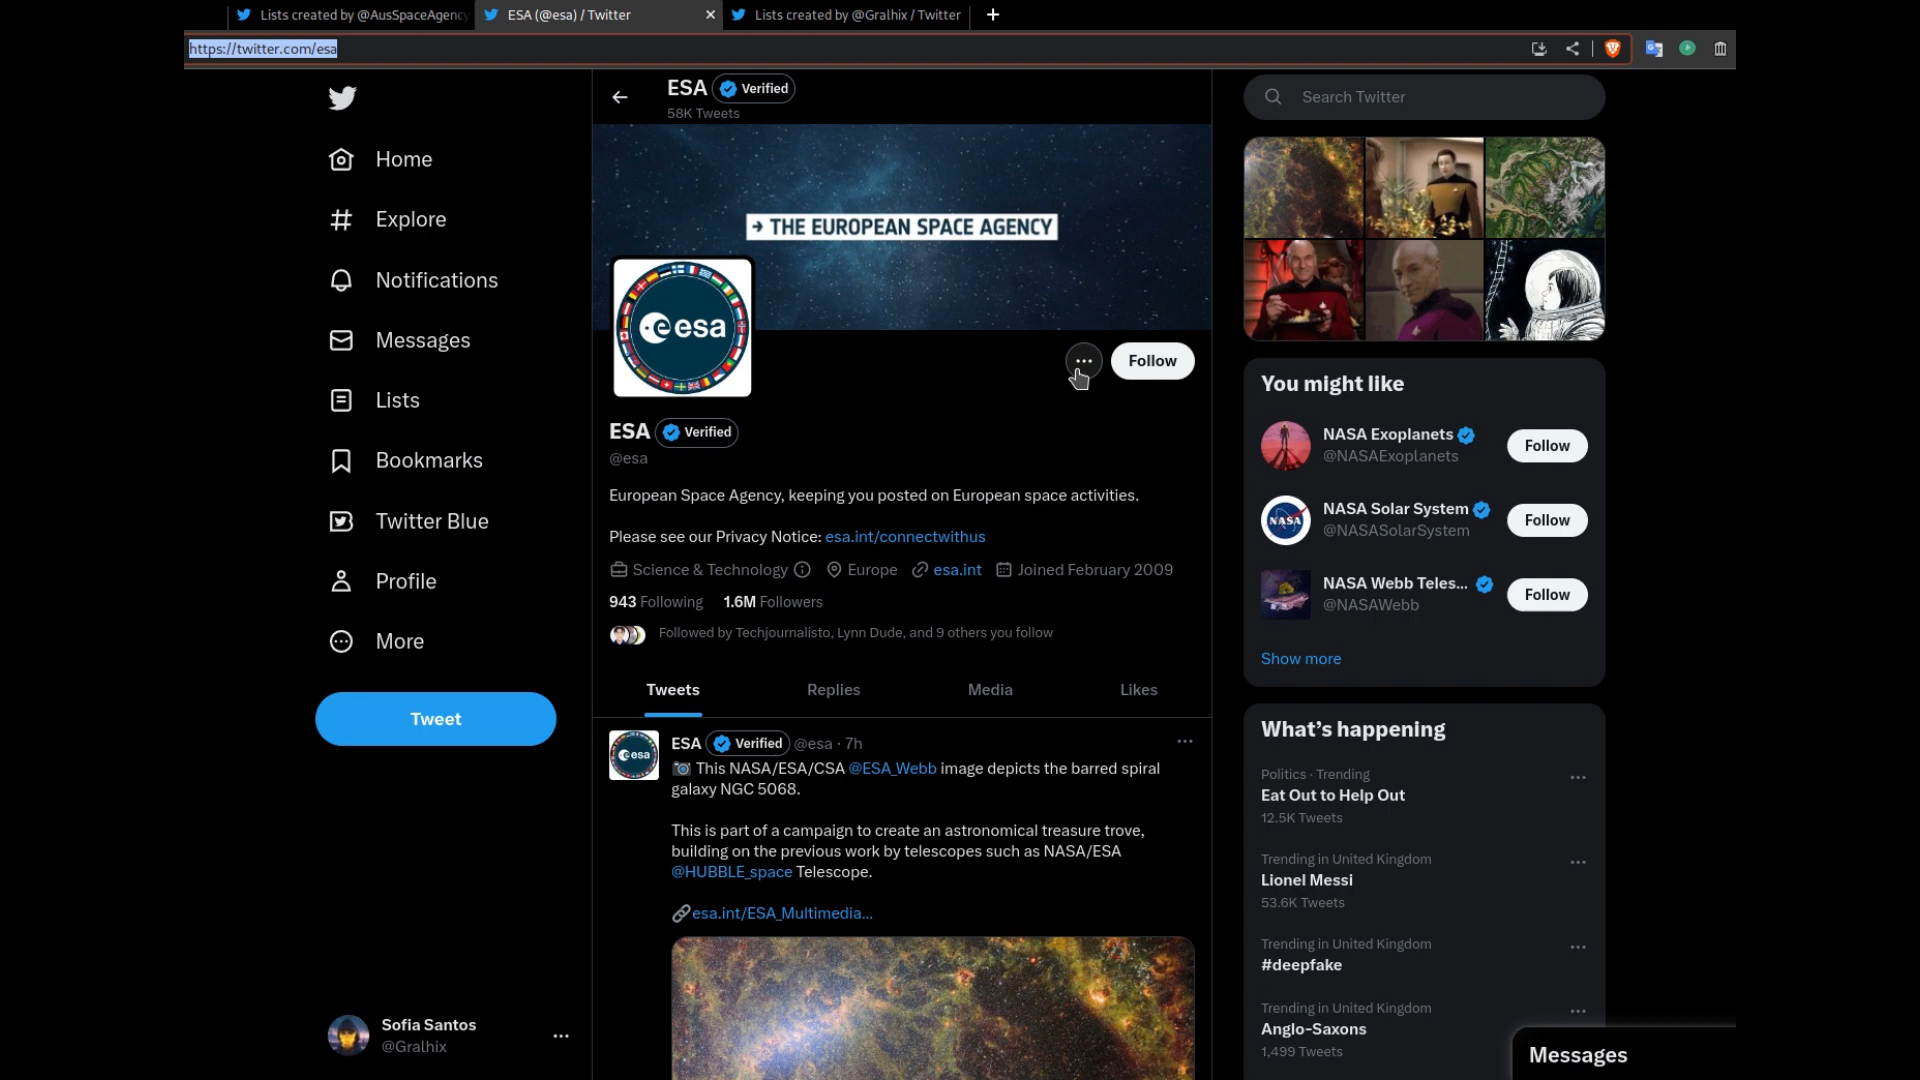 Lists created by @AusSpaceAgency
ESA (@esa) / Twitter
Lists created by @Gralhix / Twitter
https://twitter.com/esa
Home
Explore
Notifications
Messages
Lists
Bookmarks
Twitter Blue
Profile
More
Tweet
Sofia Santos
@Gralhix
ESA Verified
58K Tweets
THE EUROPEAN SPACE AGENCY
esa
Follow
ESA Verified
@esa
European Space Agency, keeping you posted on European space activities.
Please see our Privacy Notice: esa.int/connectwithus
Science & Technology Europe esa.int Joined February 2009
943 Following 1.6M Followers
Followed by Techjournalisto, Lynn Dude, and 9 others you follow
Tweets Replies Media Likes
esa
ESA Verified @esa · 7h
This NASA/ESA/CSA @ESA_Webb image depicts the barred spiral
galaxy NGC 5068.
This is part of a campaign to create an astronomical treasure trove,
building on the previous work by telescopes such as NASA/ESA
@HUBBLE_space Telescope.
esa.int/ESA_Multimedia…
Search Twitter
You might like
NASA Exoplanets
@NASAExoplanets
Follow
NASA
NASA Solar System
@NASASolarSystem
Follow
NASA Webb Teles...
@NASAWebb
Follow
Show more
What's happening
Politics · Trending
Eat Out to Help Out
12.5K Tweets
Trending in United Kingdom
Lionel Messi
53.6K Tweets
Trending in United Kingdom
#deepfake
Trending in United Kingdom
Anglo-Saxons
1,499 Tweets
Messages